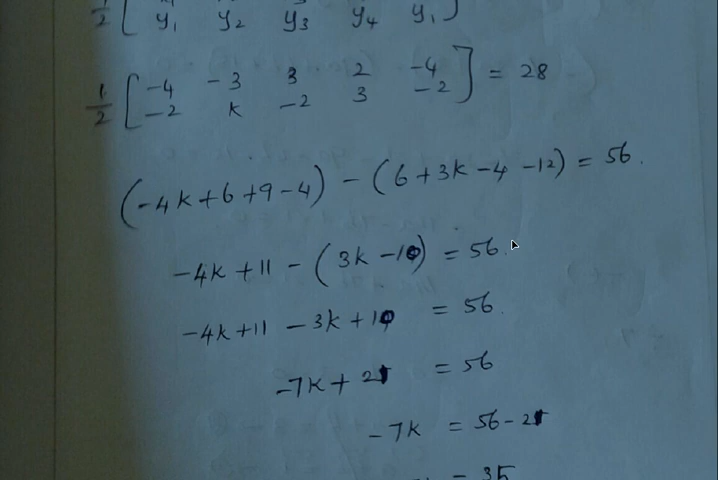 1/2 [
y₁ y₂ y₃ y₄ y₁ ]
1/2 [ -4 -3 3 2 -4 ] = 28
-2 k -2 3 -2
(-4k+6+9-4) - (6+3k-4-12) = 56.
-4k+11 - (3k-10) = 56.
-4k+11 -3k+10 = 56.
-7k+21 = 56
-7k = 56-21
= 35